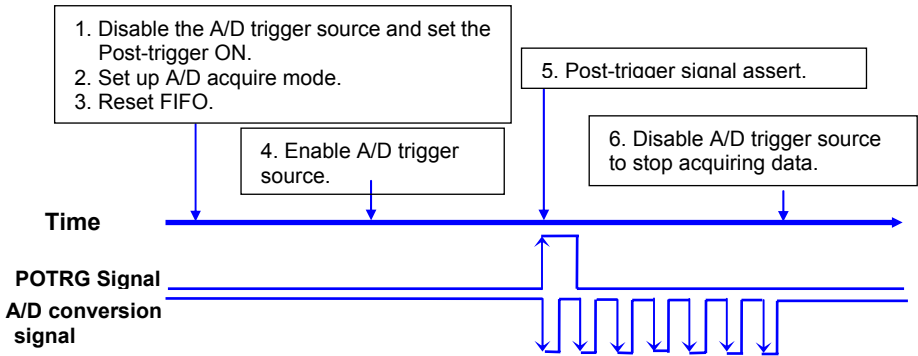 1. Disable the A/D trigger source and set the
Post-trigger ON.
2. Set up A/D acquire mode.
3. Reset FIFO.
5. Post-trigger signal assert.
4. Enable A/D trigger
source.
6. Disable A/D trigger source
to stop acquiring data.
Time
POTRG Signal
A/D conversion
signal